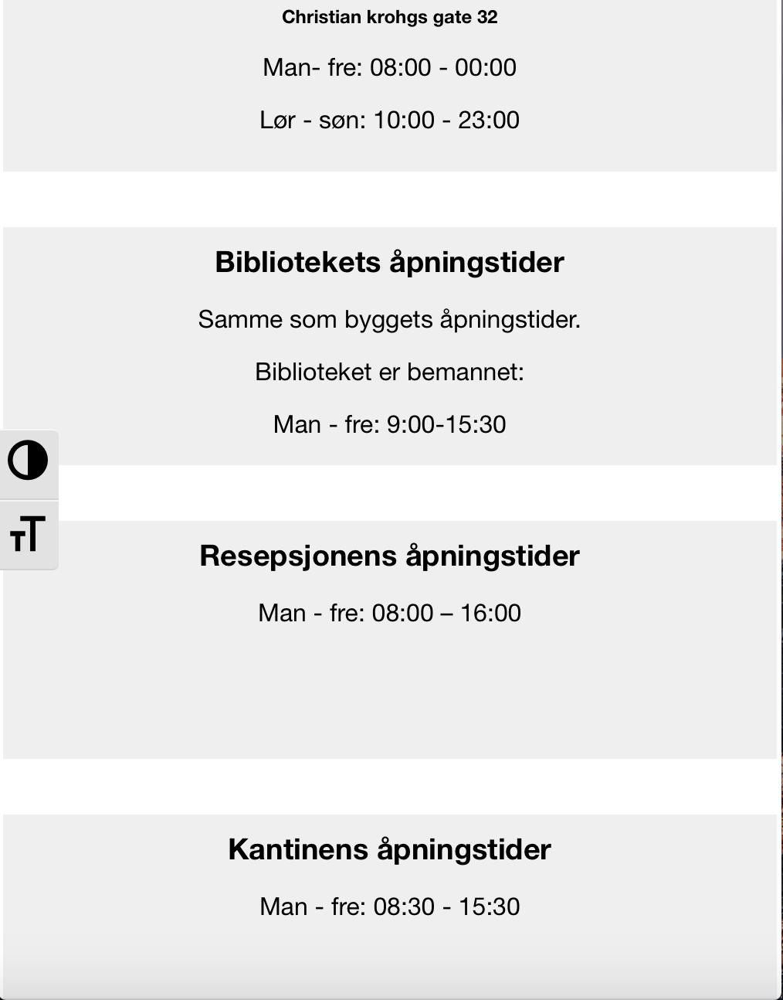 Christian krohgs gate 32
Man- fre: 08:00 - 00:00
Lør - søn: 10:00 - 23:00
Bibliotekets åpningstider
Samme som byggets åpningstider.
Biblioteket er bemannet:
Man - fre: 9:00-15:30
TT
Resepsjonens åpningstider
Man - fre: 08:00 – 16:00
Kantinens åpningstider
Man - fre: 08:30 - 15:30